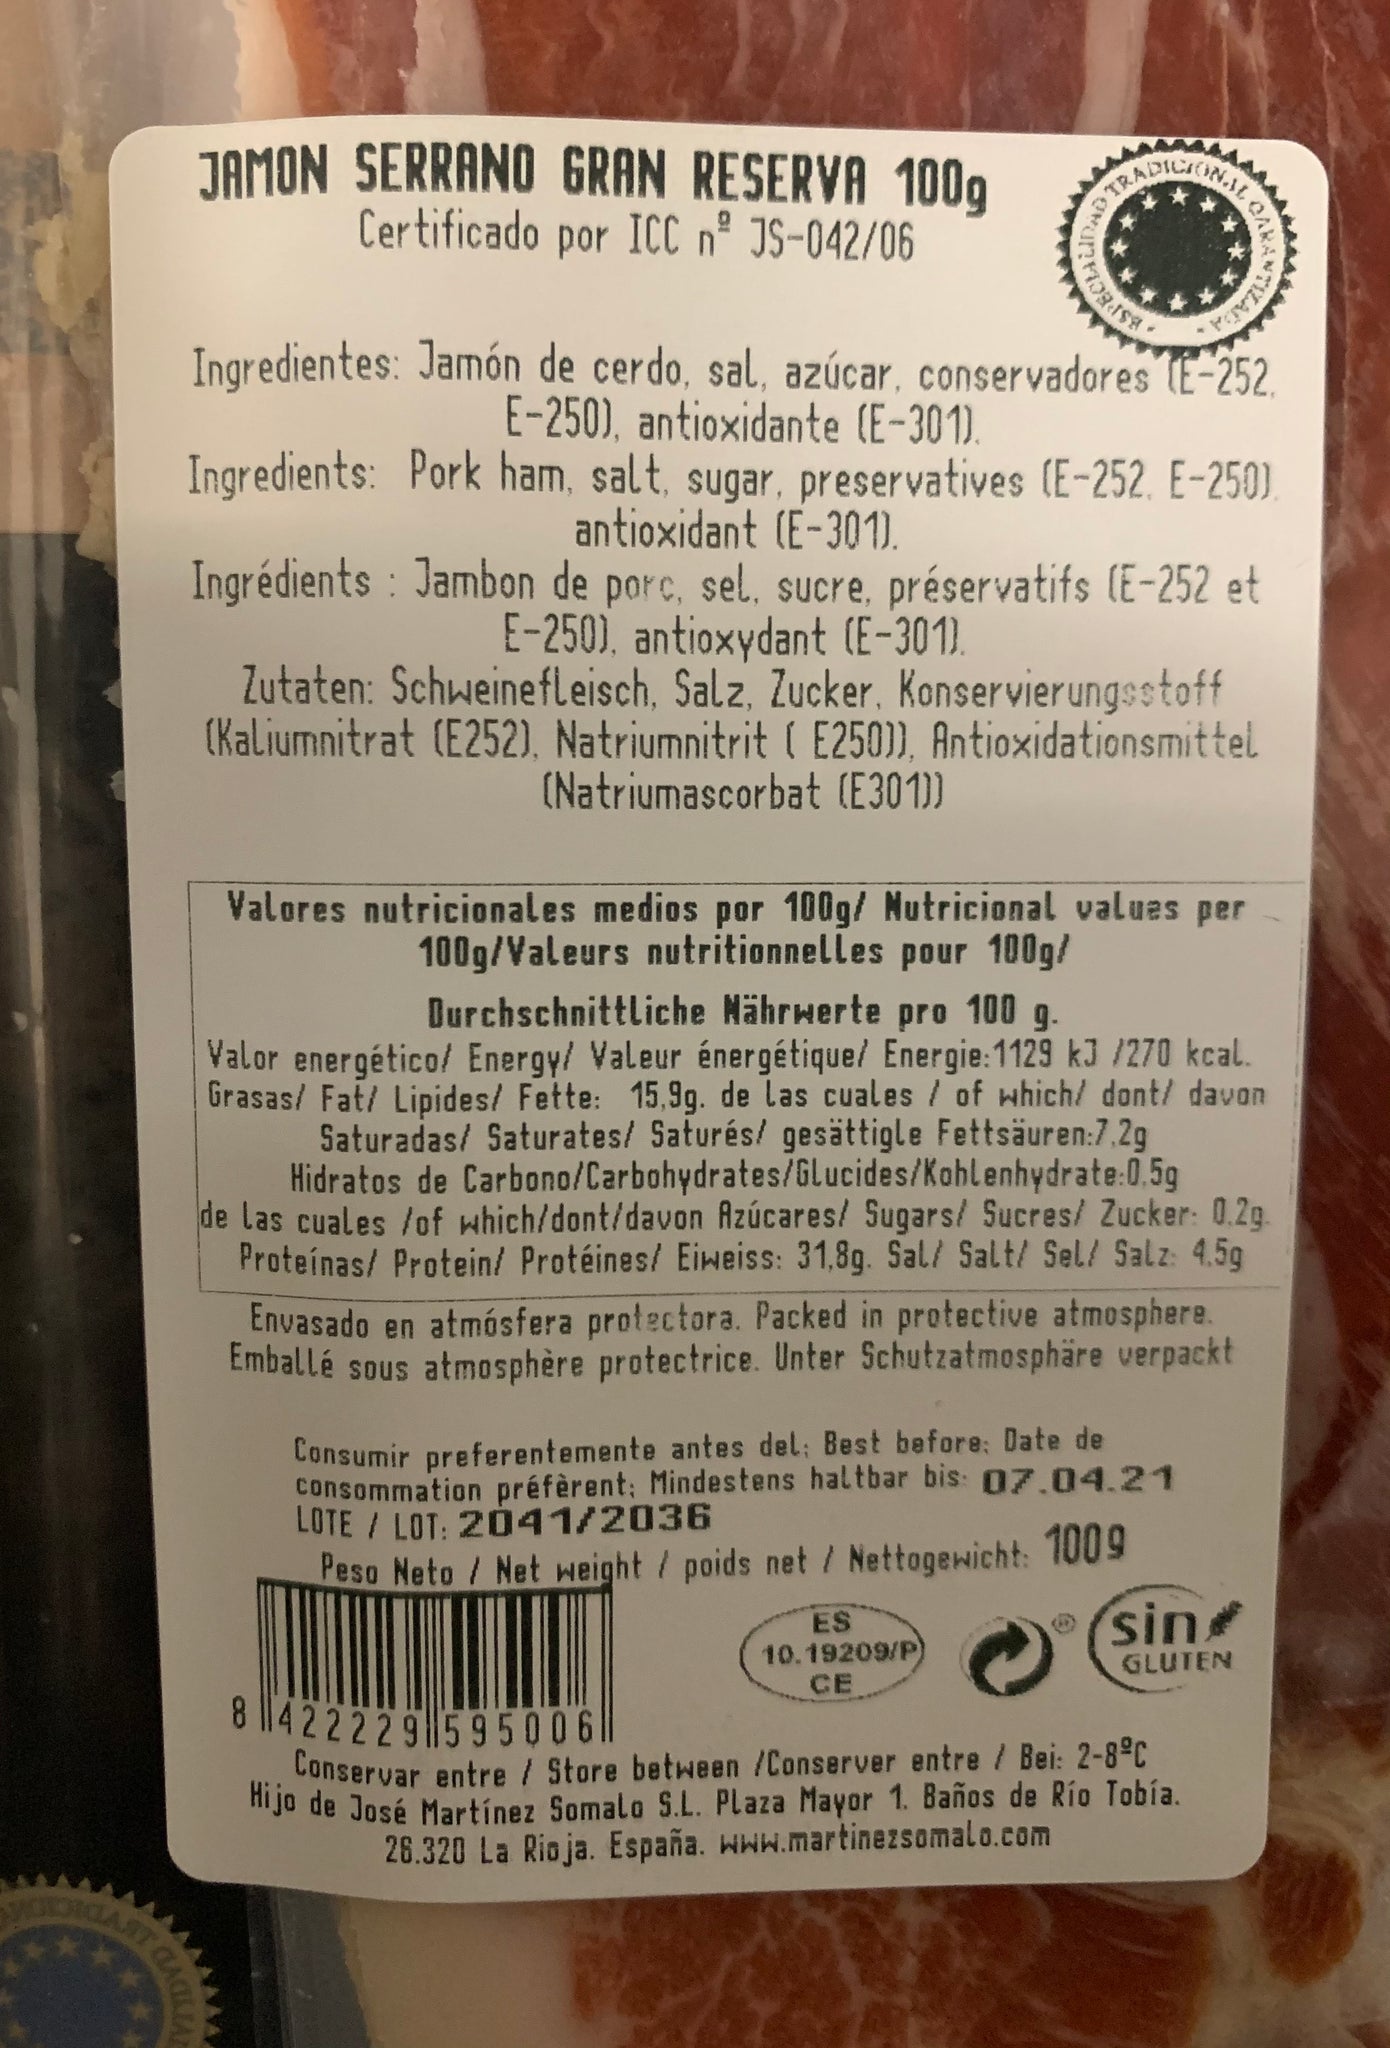 JAMON SERRANO GRAN RESERVA 100g
Certificado por ICC nº JS-042/06
ESPECIALIDAD TRADICIONAL GARANTIZADA
Ingredientes: Jamón de cerdo, sal, azúcar, conservadores (E-252,
E-250), antioxidante (E-301).
Ingredients: Pork ham, salt, sugar, preservatives (E-252, E-250),
antioxidant (E-301).
Ingrédients : Jambon de porc, sel, sucre, préservatifs (E-252 et
E-250), antioxydant (E-301).
Zutaten: Schweinefleisch, Salz, Zucker, Konservierungsstoff
(Kaliumnitrat (E252), Natriumnitrit ( E250)), Antioxidationsmittel
(Natriumascorbat (E301))
Valores nutricionales medios por 100g/ Nutricional values per
100g/Valeurs nutritionnelles pour 100g/
Durchschnittliche Nährwerte pro 100 g.
Valor energético/ Energy/ Valeur énergétique/ Energie:1129 kJ /270 kcal.
Grasas/ Fat/ Lipides/ Fette: 15,9g. de las cuales / of which/ dont/ davon
Saturadas/ Saturates/ Saturés/ gesättigle Fettsäuren:7,2g
Hidratos de Carbono/Carbohydrates/Glucides/Kohlenhydrate:0,5g
de las cuales /of which/dont/davon Azúcares/ Sugars/ Sucres/ Zucker: 0.2g.
Proteínas/ Protein/ Protéines/ Eiweiss: 31,8g. Sal/ Salt/ Sel/ Salz: 4.5g
Envasado en atmósfera protectora. Packed in protective atmosphere.
Emballé sous atmosphère protectrice. Unter Schutzatmosphäre verpackt
Consumir preferentemente antes del; Best before; Date de
consommation préfèrent; Mindestens haltbar bis: 07.04.21
LOTE / LOT: 2041/2036
Peso Neto / Net weight / poids net / Nettogewicht: 100g
ES
10.19209/P
CE
sin
GLUTEN
8 422229 595006
Conservar entre / Store between /Conserver entre / Bei: 2-8ºC
Hijo de José Martínez Somalo S.L. Plaza Mayor 1. Baños de Río Tobía.
26.320 La Rioja. España. www.martinezsomalo.com